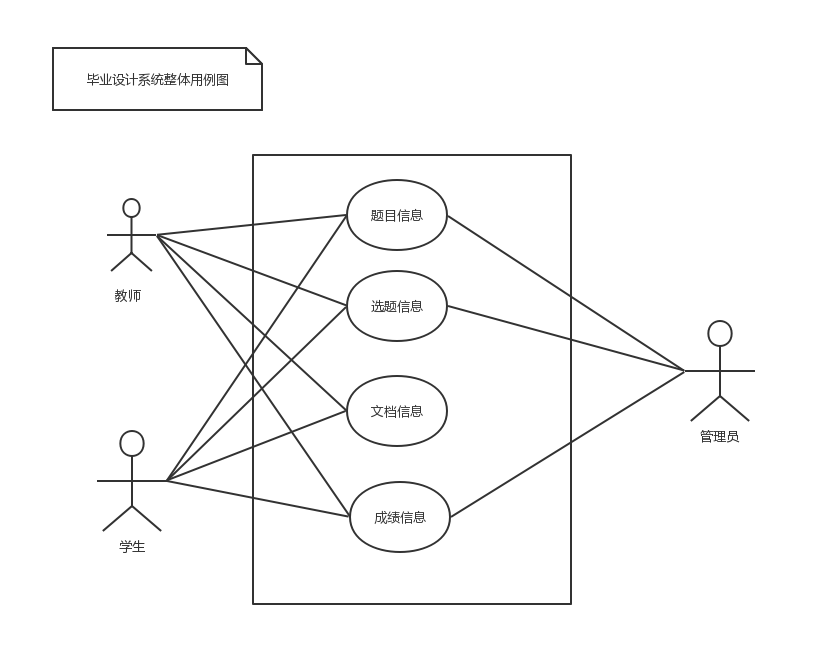 毕业设计系统整体用例图
题目信息
教师
选题信息
文档信息
管理员
成绩信息
学生